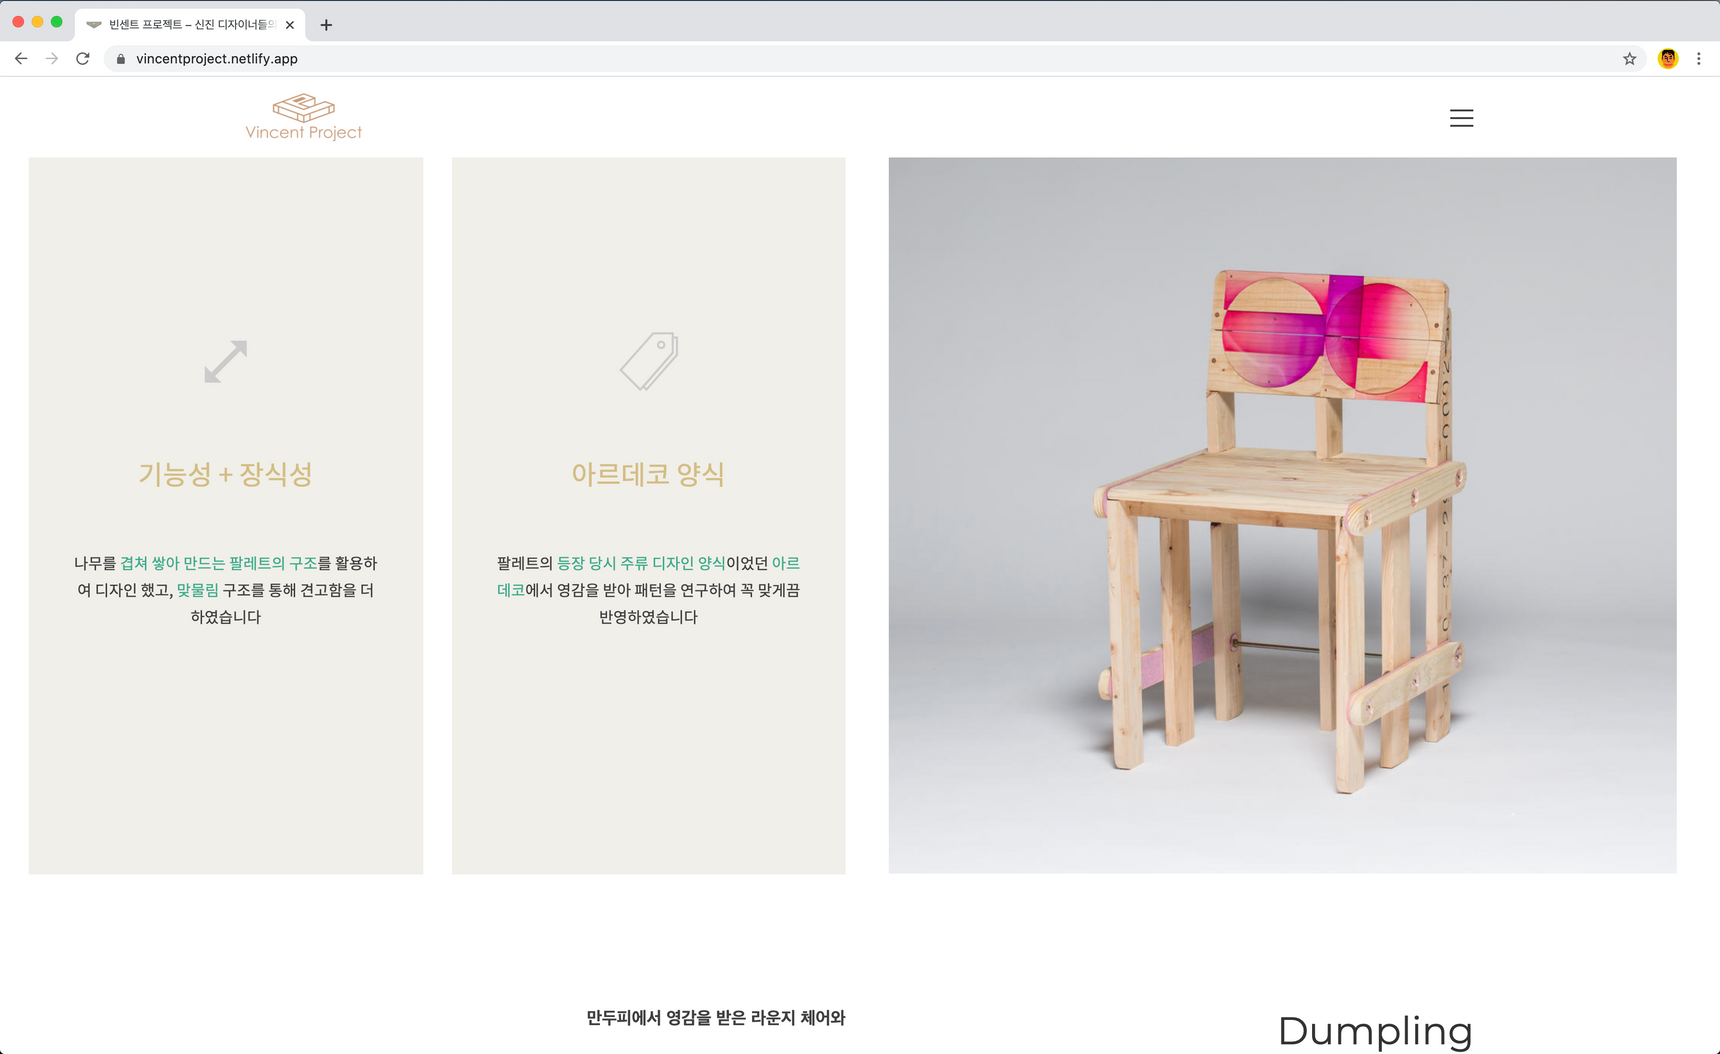 빈센트 프로젝트 – 신진 디자이너들의
vincentproject.netlify.app
Vincent Project
기능성 + 장식성
나무를 겹쳐 쌓아 만드는 팔레트의 구조를 활용하
여 디자인 했고, 맞물림 구조를 통해 견고함을 더
하였습니다
아르데코 양식
팔레트의 등장 당시 주류 디자인 양식이었던 아르
데코에서 영감을 받아 패턴을 연구하여 꼭 맞게끔
반영하였습니다
만두피에서 영감을 받은 라운지 체어와
Dumpling